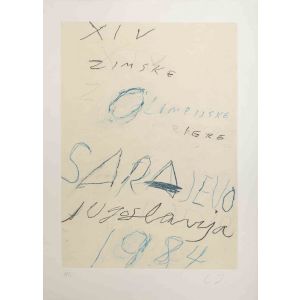 XIV
ZIMSKE
OLIMPIJSKE
IGRE
SARAJEVO
Jugoslavija
1984